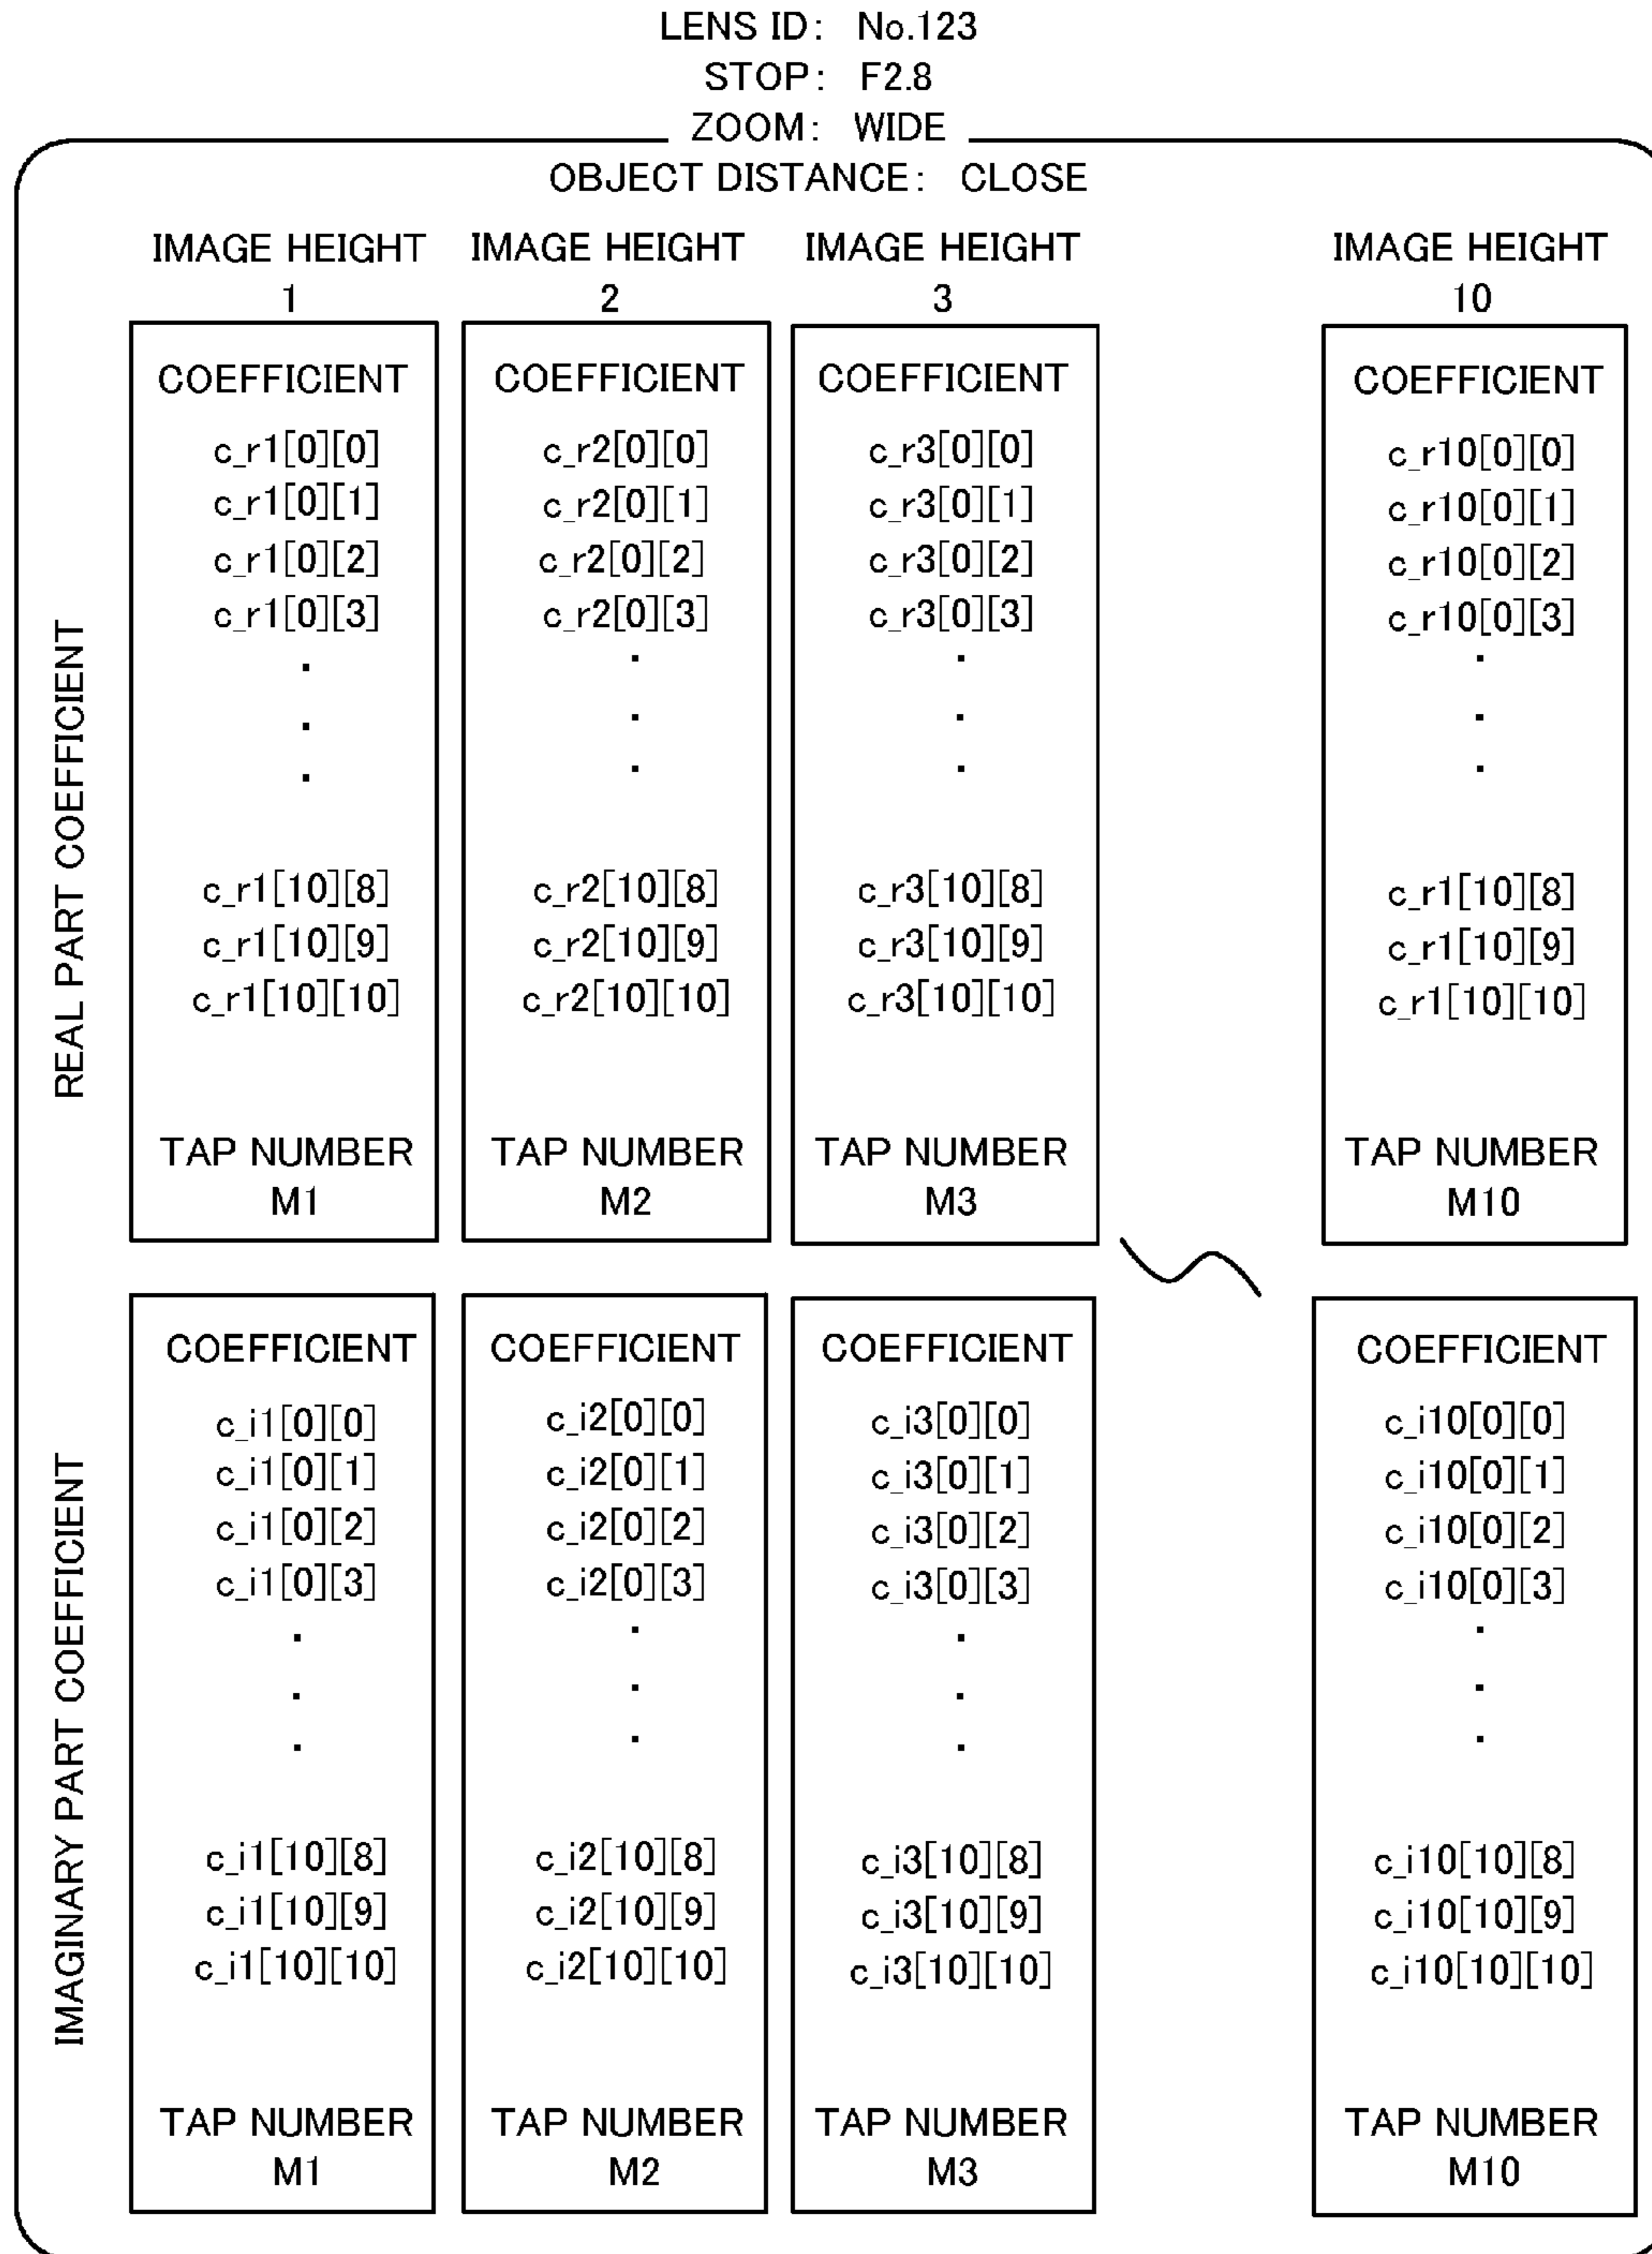 LENS ID: No.123
STOP: F2.8
ZOOM: WIDE
OBJECT DISTANCE: CLOSE
IMAGE HEIGHT IMAGE HEIGHT IMAGE HEIGHT IMAGE HEIGHT
1 2 3 10
REAL PART COEFFICIENT
COEFFICIENT COEFFICIENT COEFFICIENT COEFFICIENT
c_r1[0][0] c_r2[0][0] c_r3[0][0] c_r10[0][0]
c_r1[0][1] c_r2[0][1] c_r3[0][1] c_r10[0][1]
c_r1[0][2] c_r2[0][2] c_r3[0][2] c_r10[0][2]
c_r1[0][3] c_r2[0][3] c_r3[0][3] c_r10[0][3]
. . . .
. . . .
. . . .
c_r1[10][8] c_r2[10][8] c_r3[10][8] c_r1[10][8]
c_r1[10][9] c_r2[10][9] c_r3[10][9] c_r1[10][9]
c_r1[10][10] c_r2[10][10] c_r3[10][10] c_r1[10][10]
TAP NUMBER TAP NUMBER TAP NUMBER TAP NUMBER
M1 M2 M3 M10
IMAGINARY PART COEFFICIENT
COEFFICIENT COEFFICIENT COEFFICIENT COEFFICIENT
c_i1[0][0] c_i2[0][0] c_i3[0][0] c_i10[0][0]
c_i1[0][1] c_i2[0][1] c_i3[0][1] c_i10[0][1]
c_i1[0][2] c_i2[0][2] c_i3[0][2] c_i10[0][2]
c_i1[0][3] c_i2[0][3] c_i3[0][3] c_i10[0][3]
. . . .
. . . .
. . . .
c_i1[10][8] c_i2[10][8] c_i3[10][8] c_i10[10][8]
c_i1[10][9] c_i2[10][9] c_i3[10][9] c_i10[10][9]
c_i1[10][10] c_i2[10][10] c_i3[10][10] c_i10[10][10]
TAP NUMBER TAP NUMBER TAP NUMBER TAP NUMBER
M1 M2 M3 M10